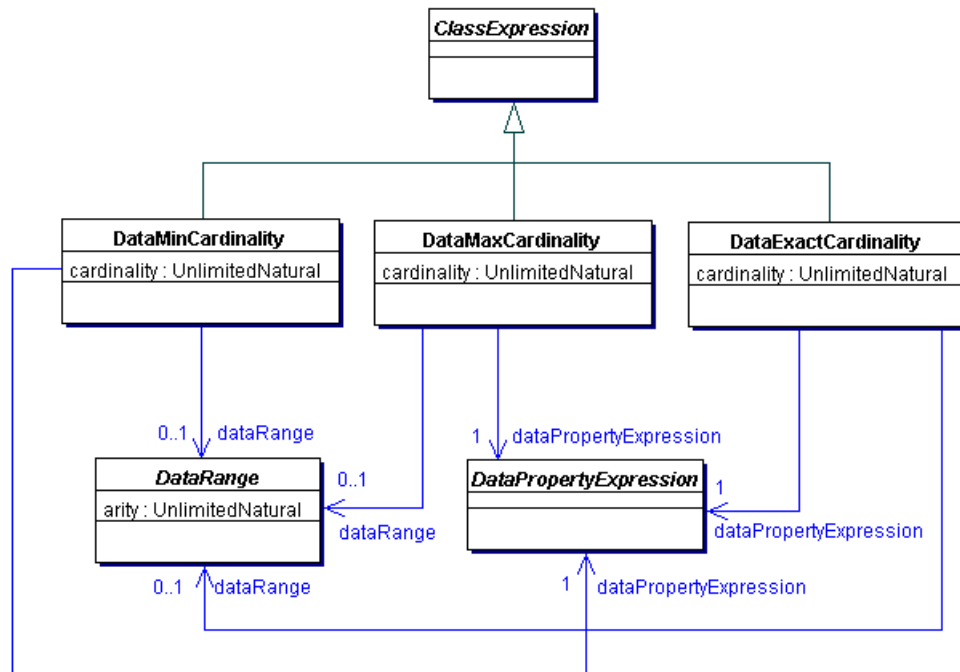 ClassExpression
DataMinCardinality
cardinality : UnlimitedNatural
DataMaxCardinality
cardinality : UnlimitedNatural
DataExactCardinality
cardinality : UnlimitedNatural
0..1 dataRange
1 dataPropertyExpression
DataRange
arity : UnlimitedNatural
0..1
dataRange
DataPropertyExpression
1
dataPropertyExpression
0..1 dataRange
1 dataPropertyExpression